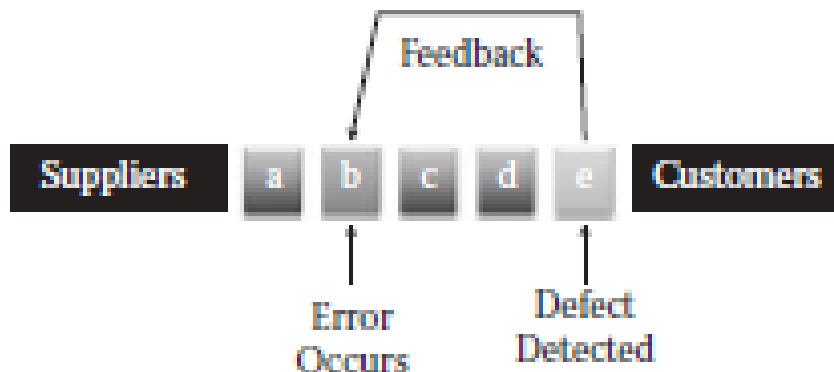 Feedback
Suppliers a b c d e Customers
Error
Occurs
Defect
Detected